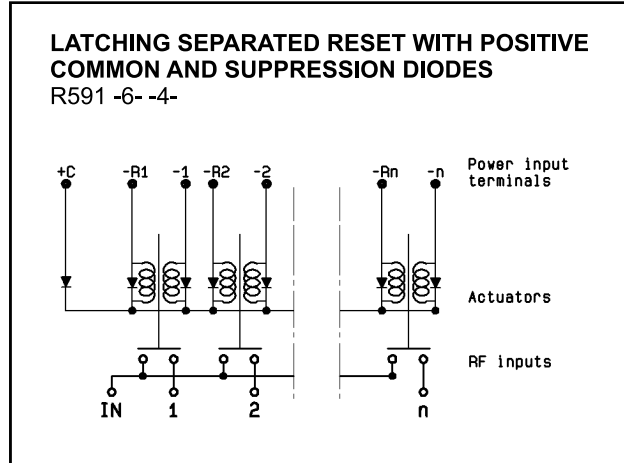 LATCHING SEPARATED RESET WITH POSITIVE
COMMON AND SUPPRESSION DIODES
R591 -6- -4-
+C -R1 -1 -R2 -2 -Rn -n Power input
terminals
Actuators
RF inputs
IN 1 2 n